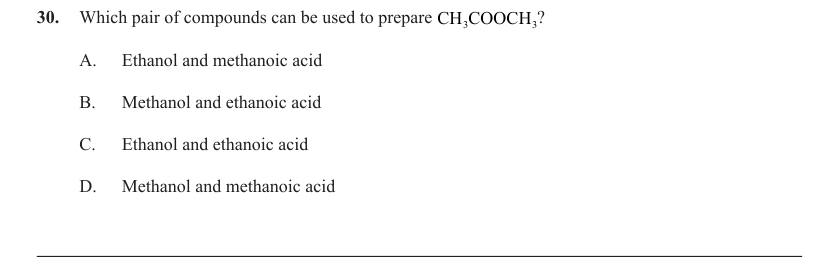 30. Which pair of compounds can be used to prepare CH₃COOCH₃?
A. Ethanol and methanoic acid
B. Methanol and ethanoic acid
C. Ethanol and ethanoic acid
D. Methanol and methanoic acid